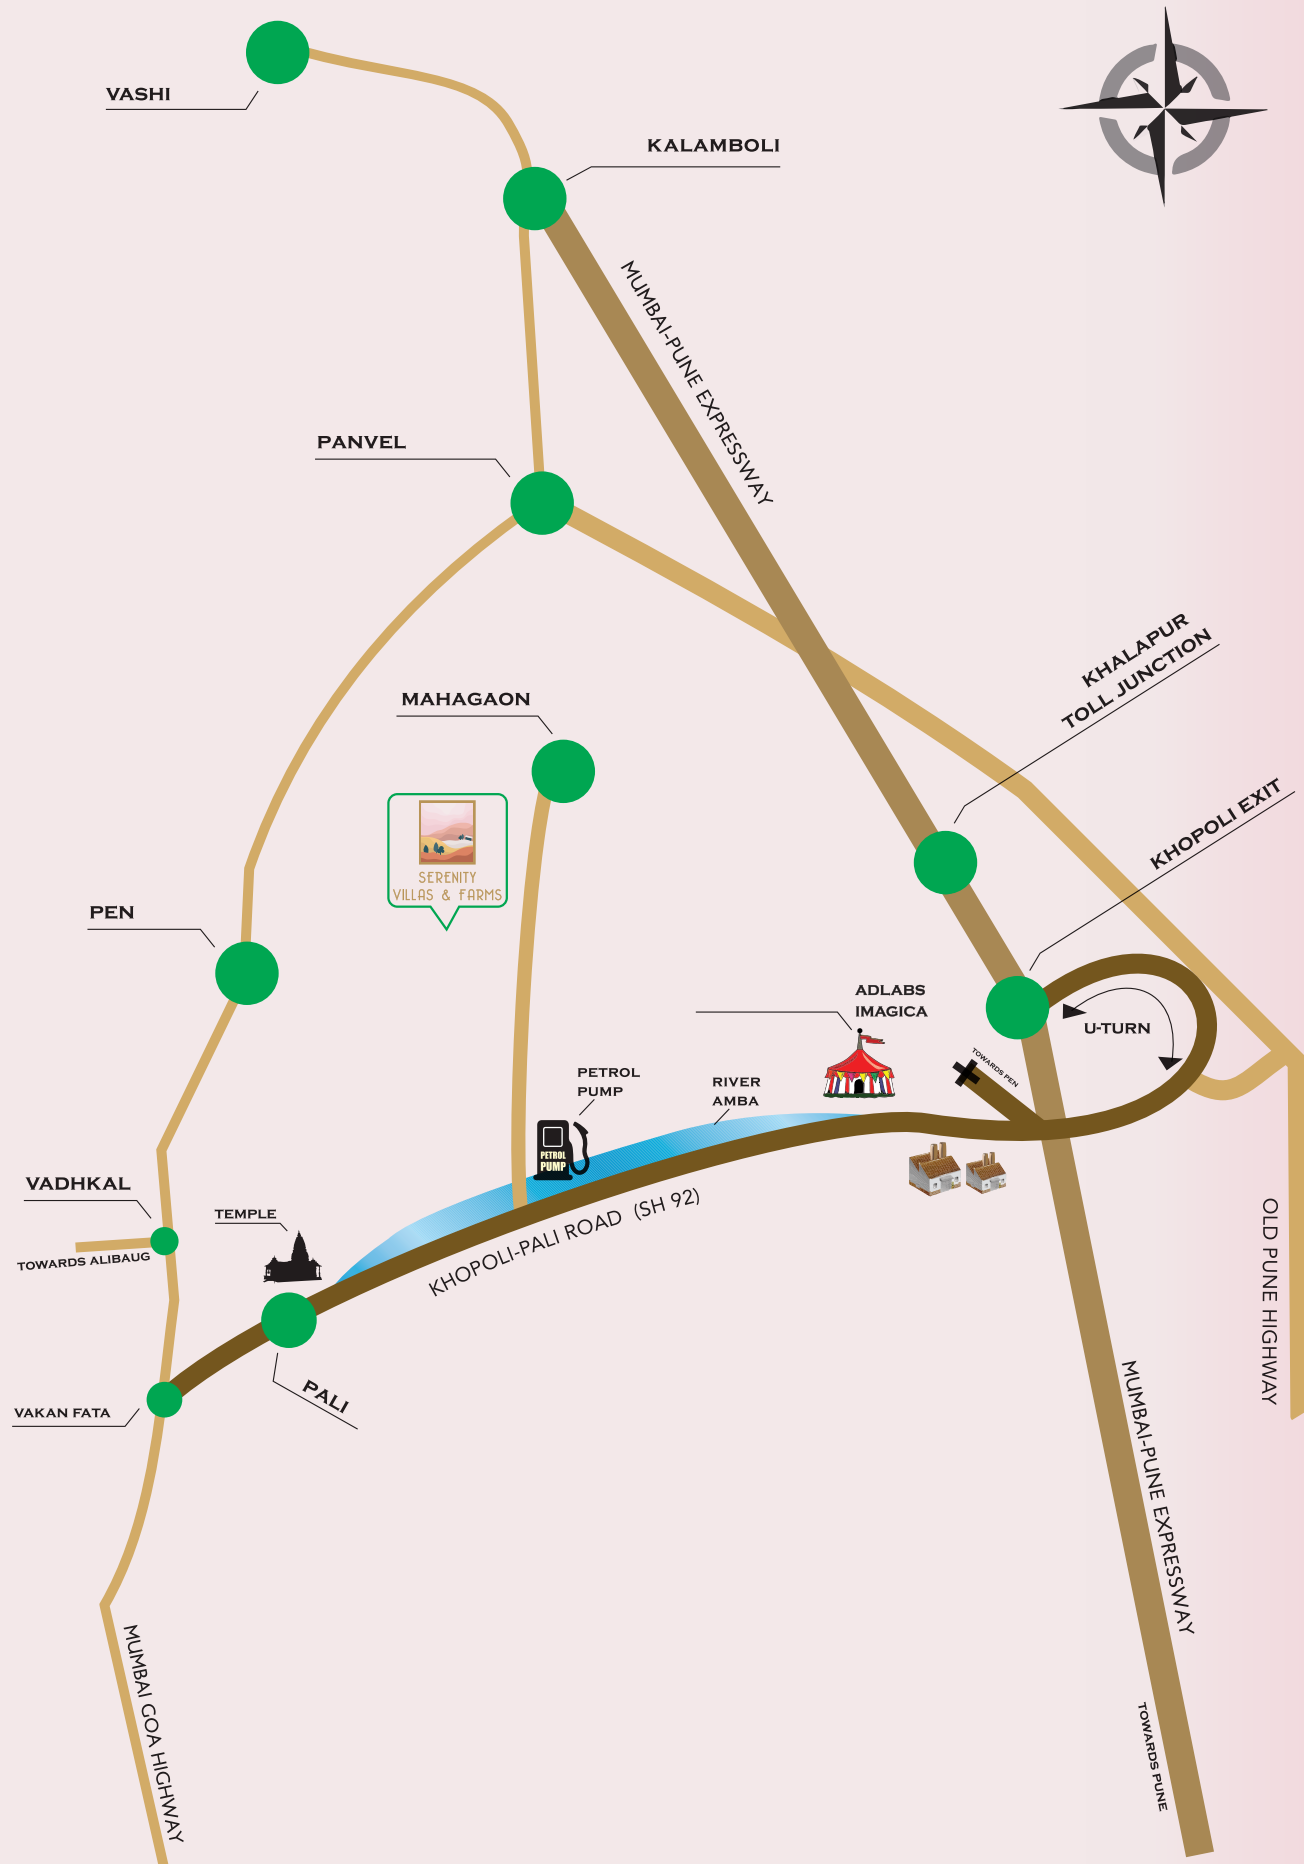 VASHI
KALAMBOLI
MUMBAI-PUNE EXPRESSWAY
PANVEL
KHALAPUR
TOLL JUNCTION
MAHAGAON
KHOPOLI EXIT
SERENITY
VILLAS & FARMS
PEN
ADLABS
IMAGICA
U-TURN
TOWARDS PEN
PETROL
PUMP
RIVER
AMBA
PETROL
PUMP
VADHKAL
TEMPLE
TOWARDS ALIBAUG
KHOPOLI-PALI ROAD (SH 92)
OLD PUNE HIGHWAY
PALI
VAKAN FATA
MUMBAI-PUNE EXPRESSWAY
MUMBAI GOA HIGHWAY
TOWARDS PUNE